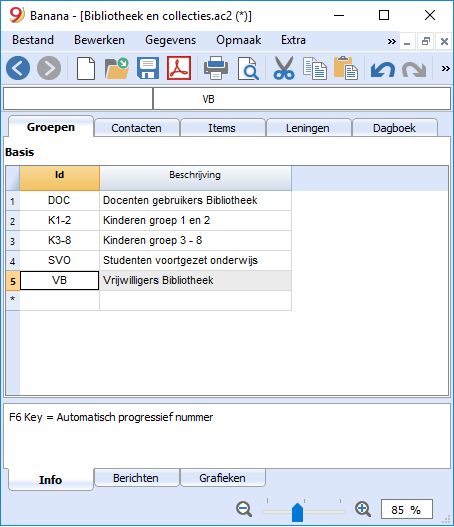 Banana - [Bibliotheek en collecties.ac2 (*)]
Bestand Bewerken Gegevens Opmaak Extra »
»
VB
Groepen Contacten Items Leningen Dagboek
Basis
Id Beschrijving
1 DOC Docenten gebruikers Bibliotheek
2 K1-2 Kinderen groep 1 en 2
3 K3-8 Kinderen groep 3 - 8
4 SVO Studenten voortgezet onderwijs
5 VB Vrijwilligers Bibliotheek
*
F6 Key = Automatisch progressief nummer
Info Berichten Grafieken
85 %